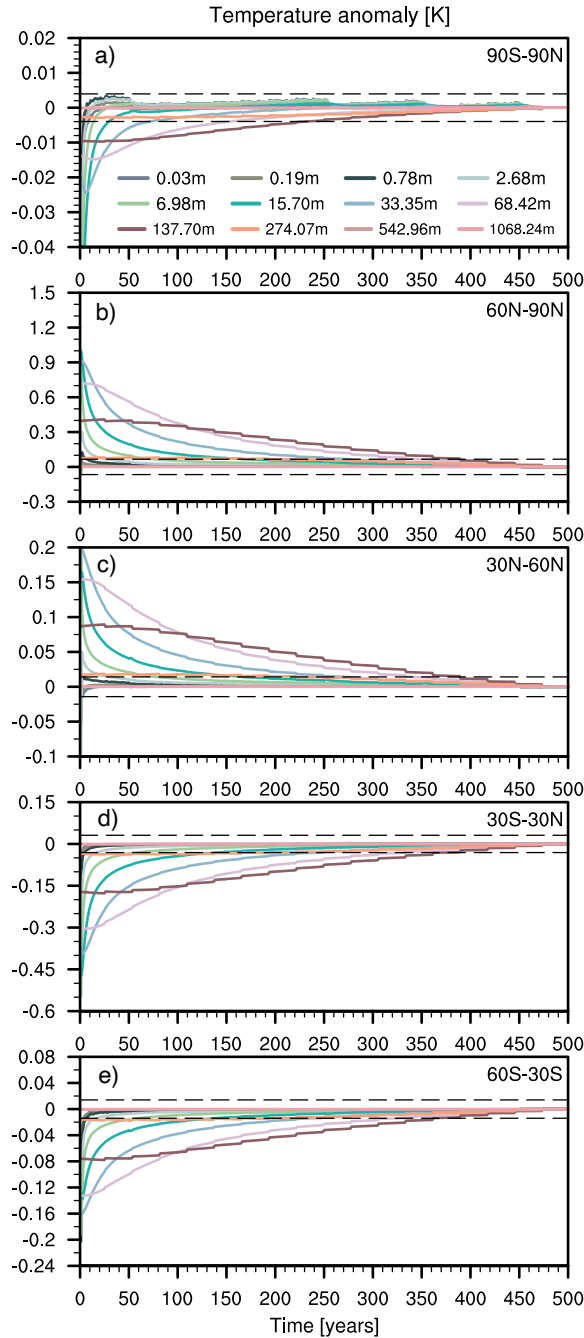 Temperature anomaly [K]
a)
90S-90N
0.02
0.01
0
-0.01
-0.02
-0.03
-0.04
0.03m 0.19m 0.78m 2.68m
6.98m 15.70m 33.35m 68.42m
137.70m 274.07m 542.96m 1068.24m
0 50 100 150 200 250 300 350 400 450 500
b)
60N-90N
1.5
1.2
0.9
0.6
0.3
0
-0.3
0 50 100 150 200 250 300 350 400 450 500
c)
30N-60N
0.2
0.15
0.1
0.05
0
-0.05
-0.1
0 50 100 150 200 250 300 350 400 450 500
d)
30S-30N
0.15
0
-0.15
-0.3
-0.45
-0.6
0 50 100 150 200 250 300 350 400 450 500
e)
60S-30S
0.08
0.04
0
-0.04
-0.08
-0.12
-0.16
-0.2
-0.24
0 50 100 150 200 250 300 350 400 450 500
Time [years]